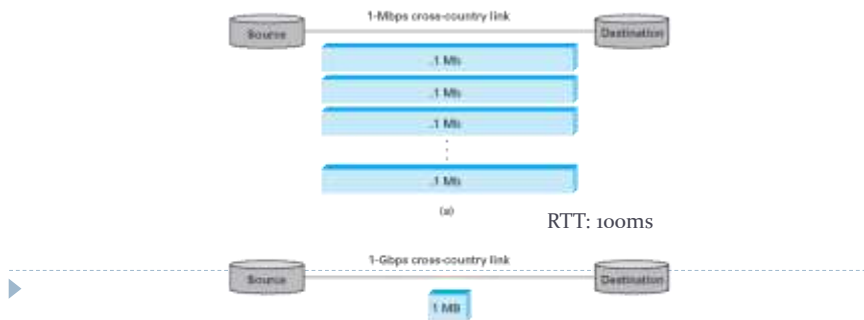 1-Mbps cross-country link
Source
Destination
.1 Mb
.1 Mb
.1 Mb
.1 Mb
(a)
RTT: 100ms
1-Gbps cross-country link
Source
Destination
1 MB